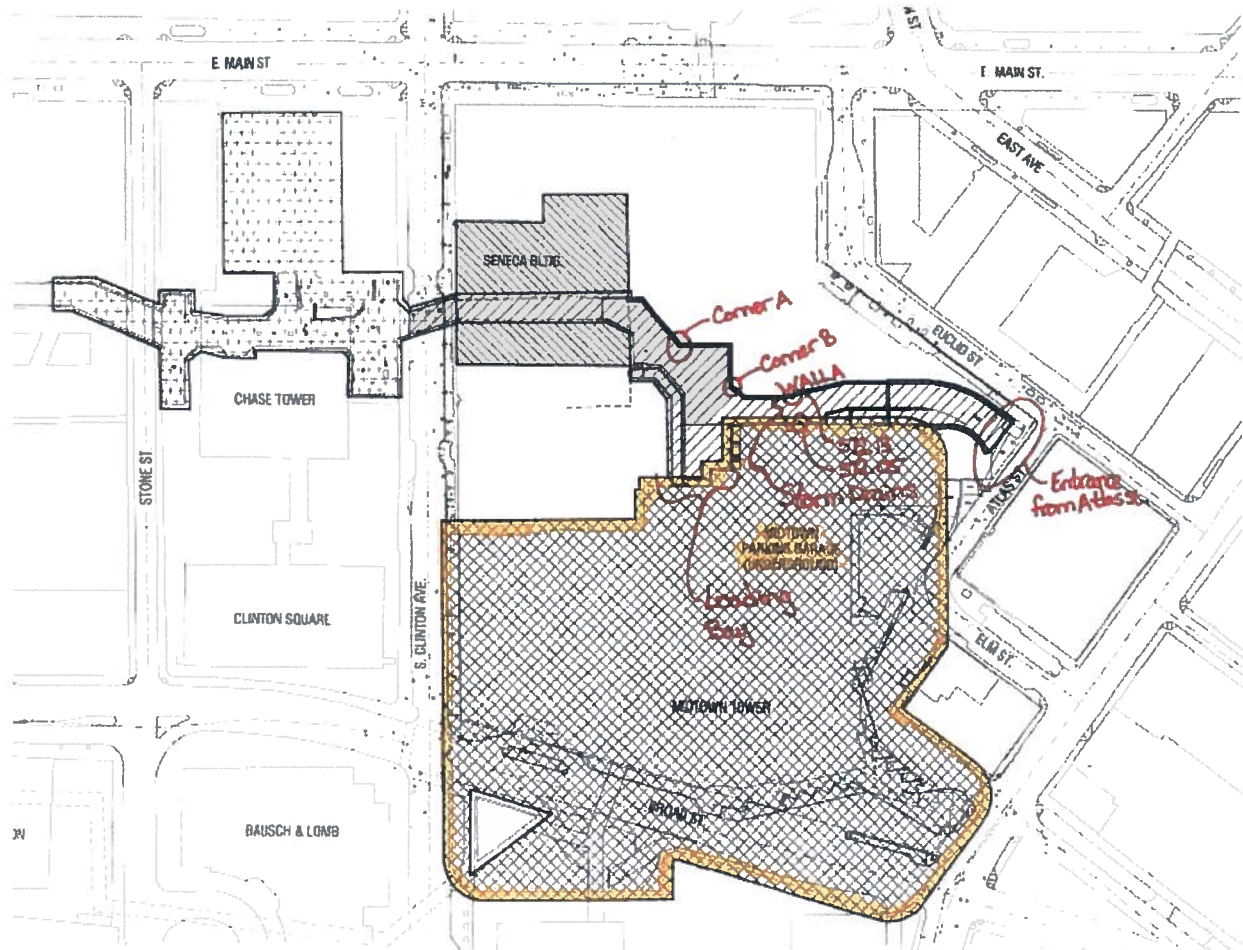 E. MAIN ST
E. MAIN ST.
EAST AVE
SENECA BLDG.
Corner A
EUCLID ST.
Corner B
WALL A
CHASE TOWER
STONE ST.
Storm Drains
Entrance
from Atlas St.
ATLAS ST.
MIDTOWN
PARKING GARAGE
(UNDERGROUND)
Loading
Bay
CLINTON SQUARE
S. CLINTON AVE.
ELM ST.
MIDTOWN TOWER
BROAD ST.
BAUSCH & LOMB